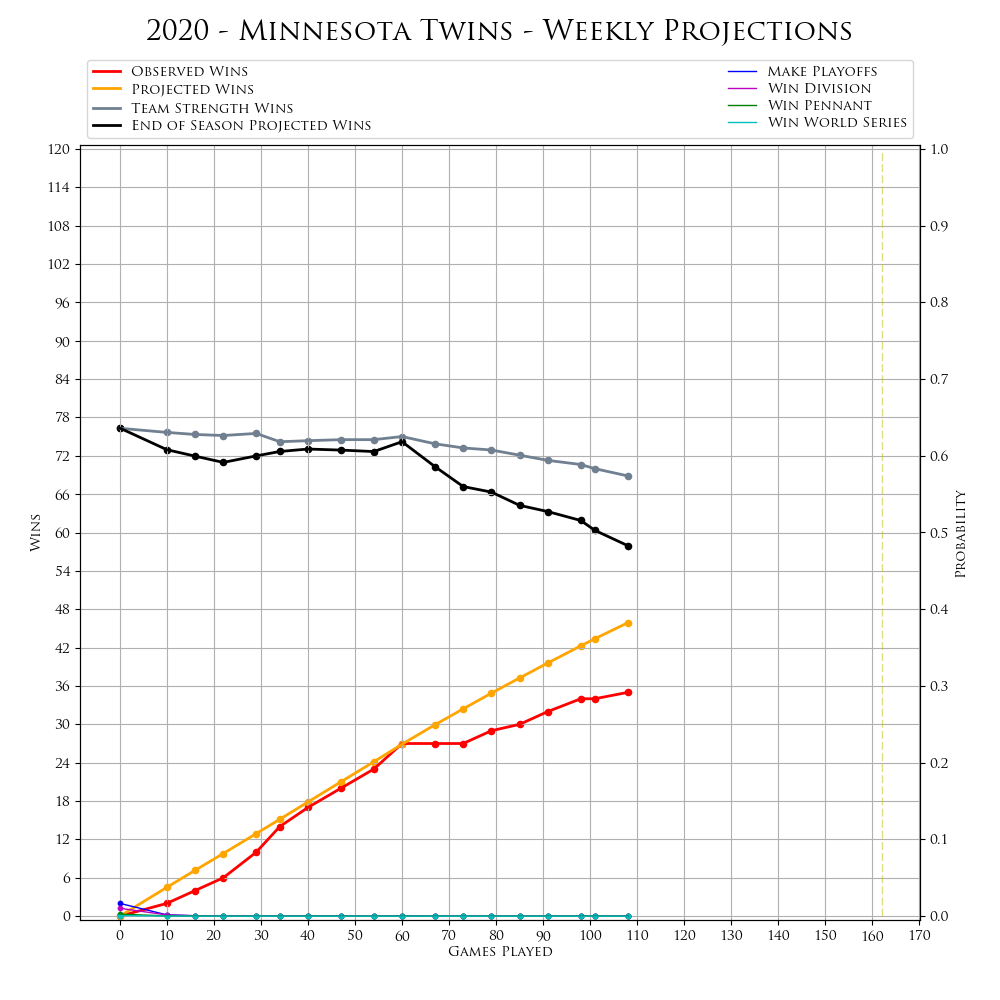 2020 - Minnesota Twins - Weekly Projections
Observed Wins
Projected Wins
Team Strength Wins
End of Season Projected Wins
Make Playoffs
Win Division
Win Pennant
Win World Series
120
114
108
102
96
90
84
78
72
66
60
54
48
42
36
30
24
18
12
6
0
Wins
1.0
0.9
0.8
0.7
0.6
0.5
0.4
0.3
0.2
0.1
0.0
Probability
0 10 20 30 40 50 60 70 80 90 100 110 120 130 140 150 160 170
Games Played